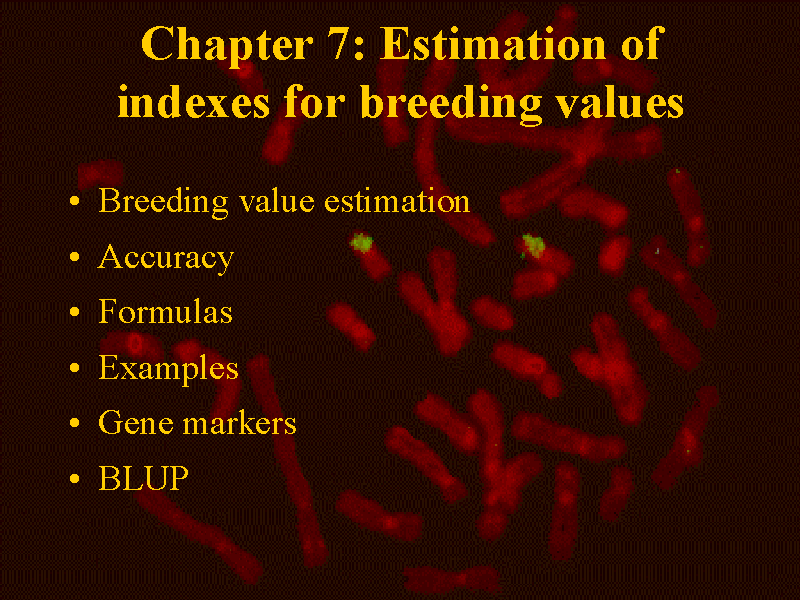 Chapter 7: Estimation of
indexes for breeding values
• Breeding value estimation
• Accuracy
• Formulas
• Examples
• Gene markers
• BLUP